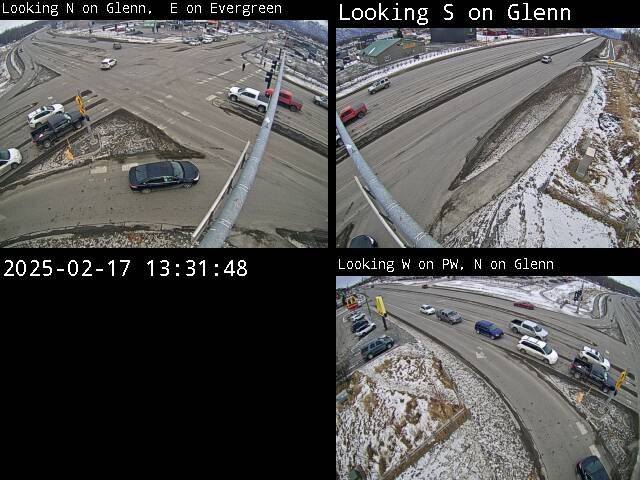 Looking N on Glenn, E on Evergreen
Looking S on Glenn
2025-02-17 13:31:48
Looking W on PW, N on Glenn